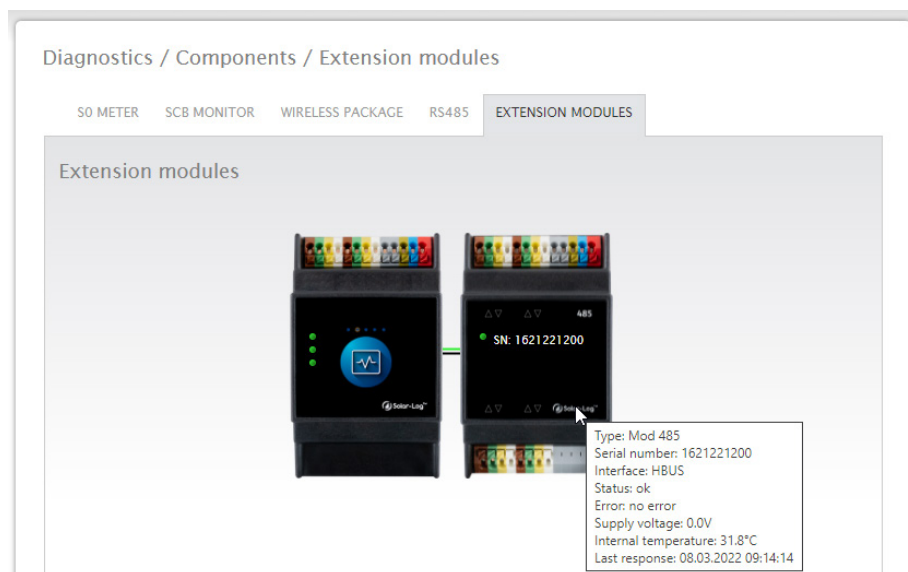 Diagnostics / Components / Extension modules
S0 METER SCB MONITOR WIRELESS PACKAGE RS485 EXTENSION MODULES
Extension modules
485
SN: 1621221200
Solar-Log™
Solar-Log™
Type: Mod 485
Serial number: 1621221200
Interface: HBUS
Status: ok
Error: no error
Supply voltage: 0.0V
Internal temperature: 31.8°C
Last response: 08.03.2022 09:14:14